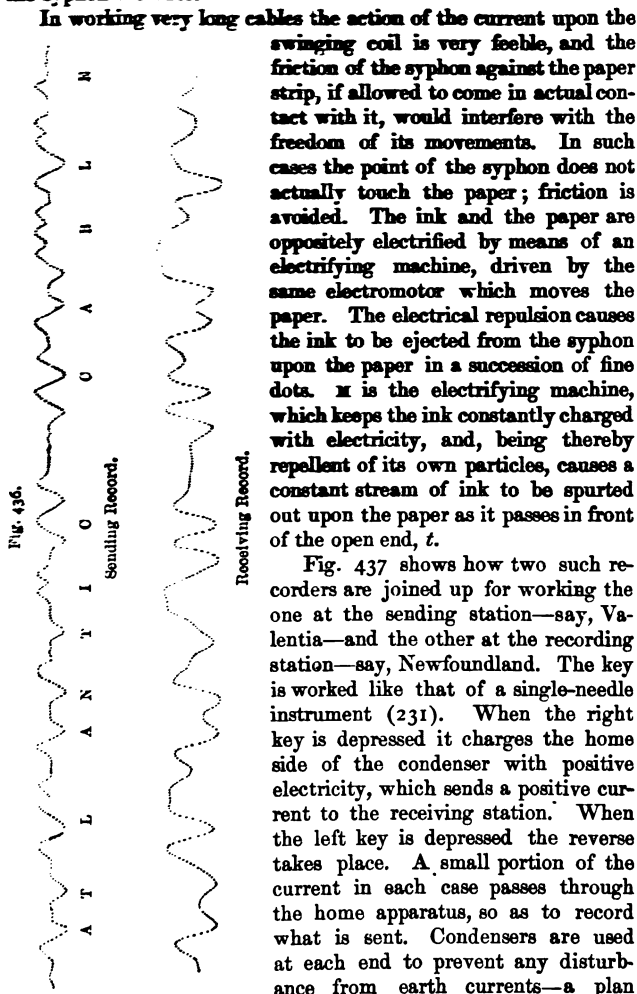 In working very long cables the action of the current upon the
swinging coil is very feeble, and the
friction of the syphon against the paper
strip, if allowed to come in actual con-
tact with it, would interfere with the
freedom of its movements. In such
cases the point of the syphon does not
actually touch the paper; friction is
avoided. The ink and the paper are
oppositely electrified by means of an
electrifying machine, driven by the
same electromotor which moves the
paper. The electrical repulsion causes
the ink to be ejected from the syphon
upon the paper in a succession of fine
dots. M is the electrifying machine,
which keeps the ink constantly charged
with electricity, and, being thereby
repellent of its own particles, causes a
constant stream of ink to be spurted
out upon the paper as it passes in front
of the open end, t.
Fig. 437 shows how two such re-
corders are joined up for working the
one at the sending station—say, Va-
lentia—and the other at the recording
station—say, Newfoundland. The key
is worked like that of a single-needle
instrument (231). When the right
key is depressed it charges the home
side of the condenser with positive
electricity, which sends a positive cur-
rent to the receiving station. When
the left key is depressed the reverse
takes place. A small portion of the
current in each case passes through
the home apparatus, so as to record
what is sent. Condensers are used
at each end to prevent any disturb-
ance from earth currents—a plan
Fig. 436.
A T L A N T I C C A B L E
Sending Record.
Receiving Record.